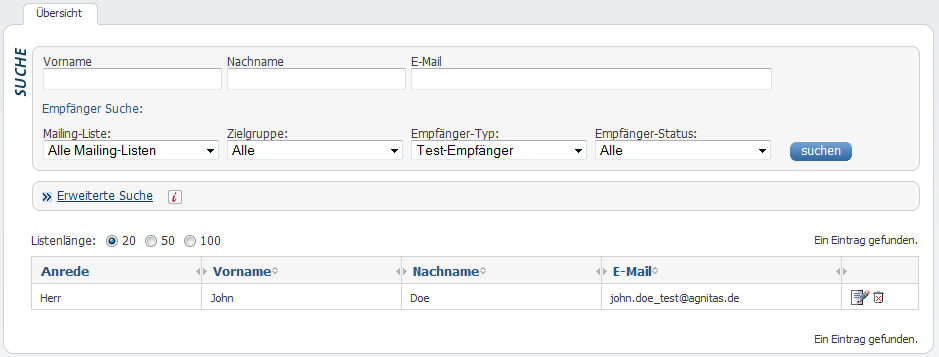 Übersicht
SUCHE
Vorname Nachname E-Mail
Empfänger Suche:
Mailing-Liste: Zielgruppe: Empfänger-Typ: Empfänger-Status:
Alle Mailing-Listen Alle Test-Empfänger Alle suchen
Erweiterte Suche i
Listenlänge: 20 50 100 Ein Eintrag gefunden.
Anrede Vorname Nachname E-Mail
Herr John Doe john.doe_test@agnitas.de
Ein Eintrag gefunden.